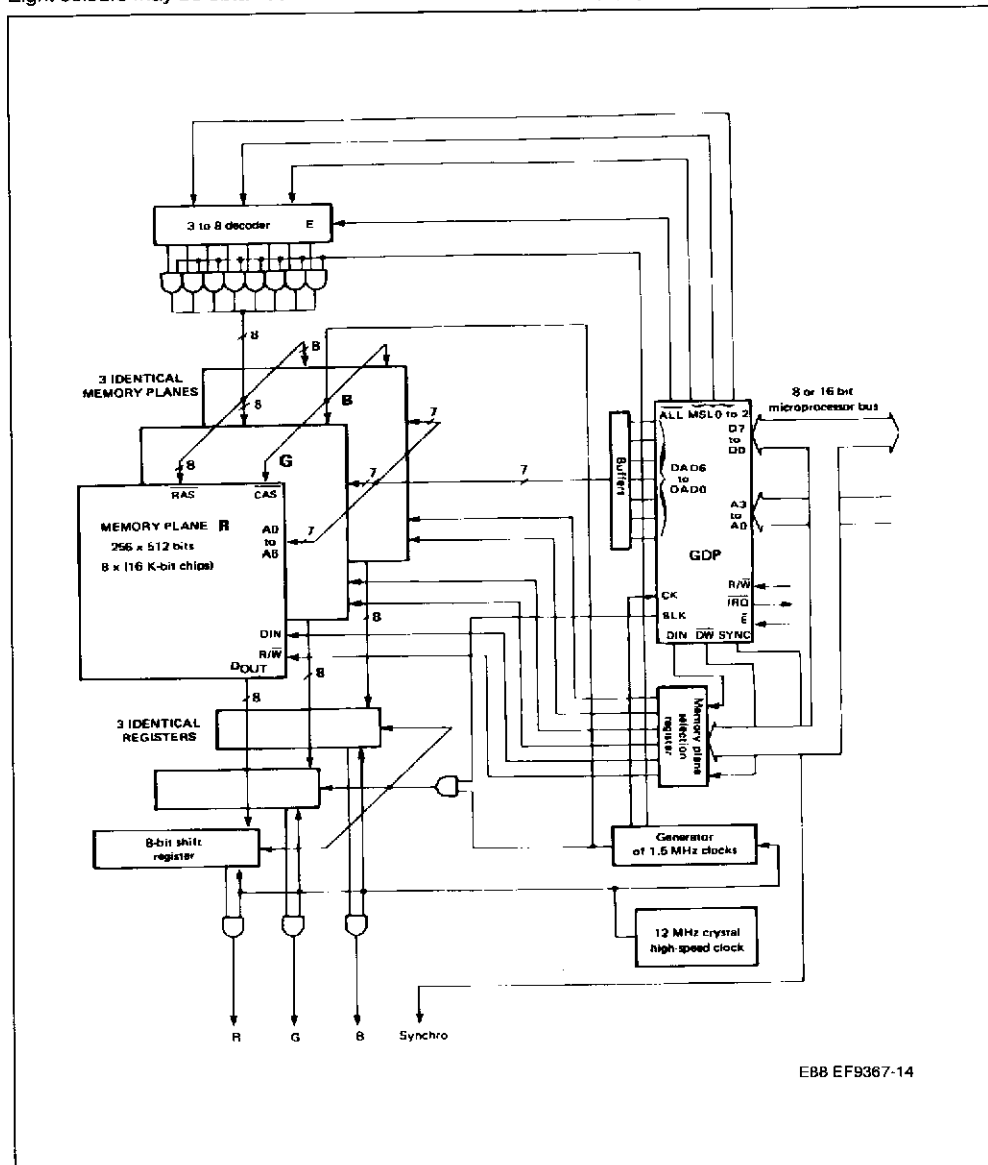 3 to 8 decoder
E
8
8
3 IDENTICAL
MEMORY PLANES
8
B
7
8 or 16 bit
microprocessor bus
ALL MSL0 to 2
D7
to
D0
Buffers
DAD6
to
DAD0
7
G
8
RAS
CAS
MEMORY PLANE R
256 x 512 bits
8 x (16 K-bit chips)
A0
to
A6
7
A3
to
A0
GDP
R/W
IRQ
E
CK
BLK
DIN DW SYNC
DIN
R/W
DOUT
8
8
8
Memory plane
selection
register
3 IDENTICAL
REGISTERS
8-bit shift
register
Generator
of 1.5 MHz clocks
12 MHz crystal
high-speed clock
R
G
B
Synchro
E88 EF9367-14